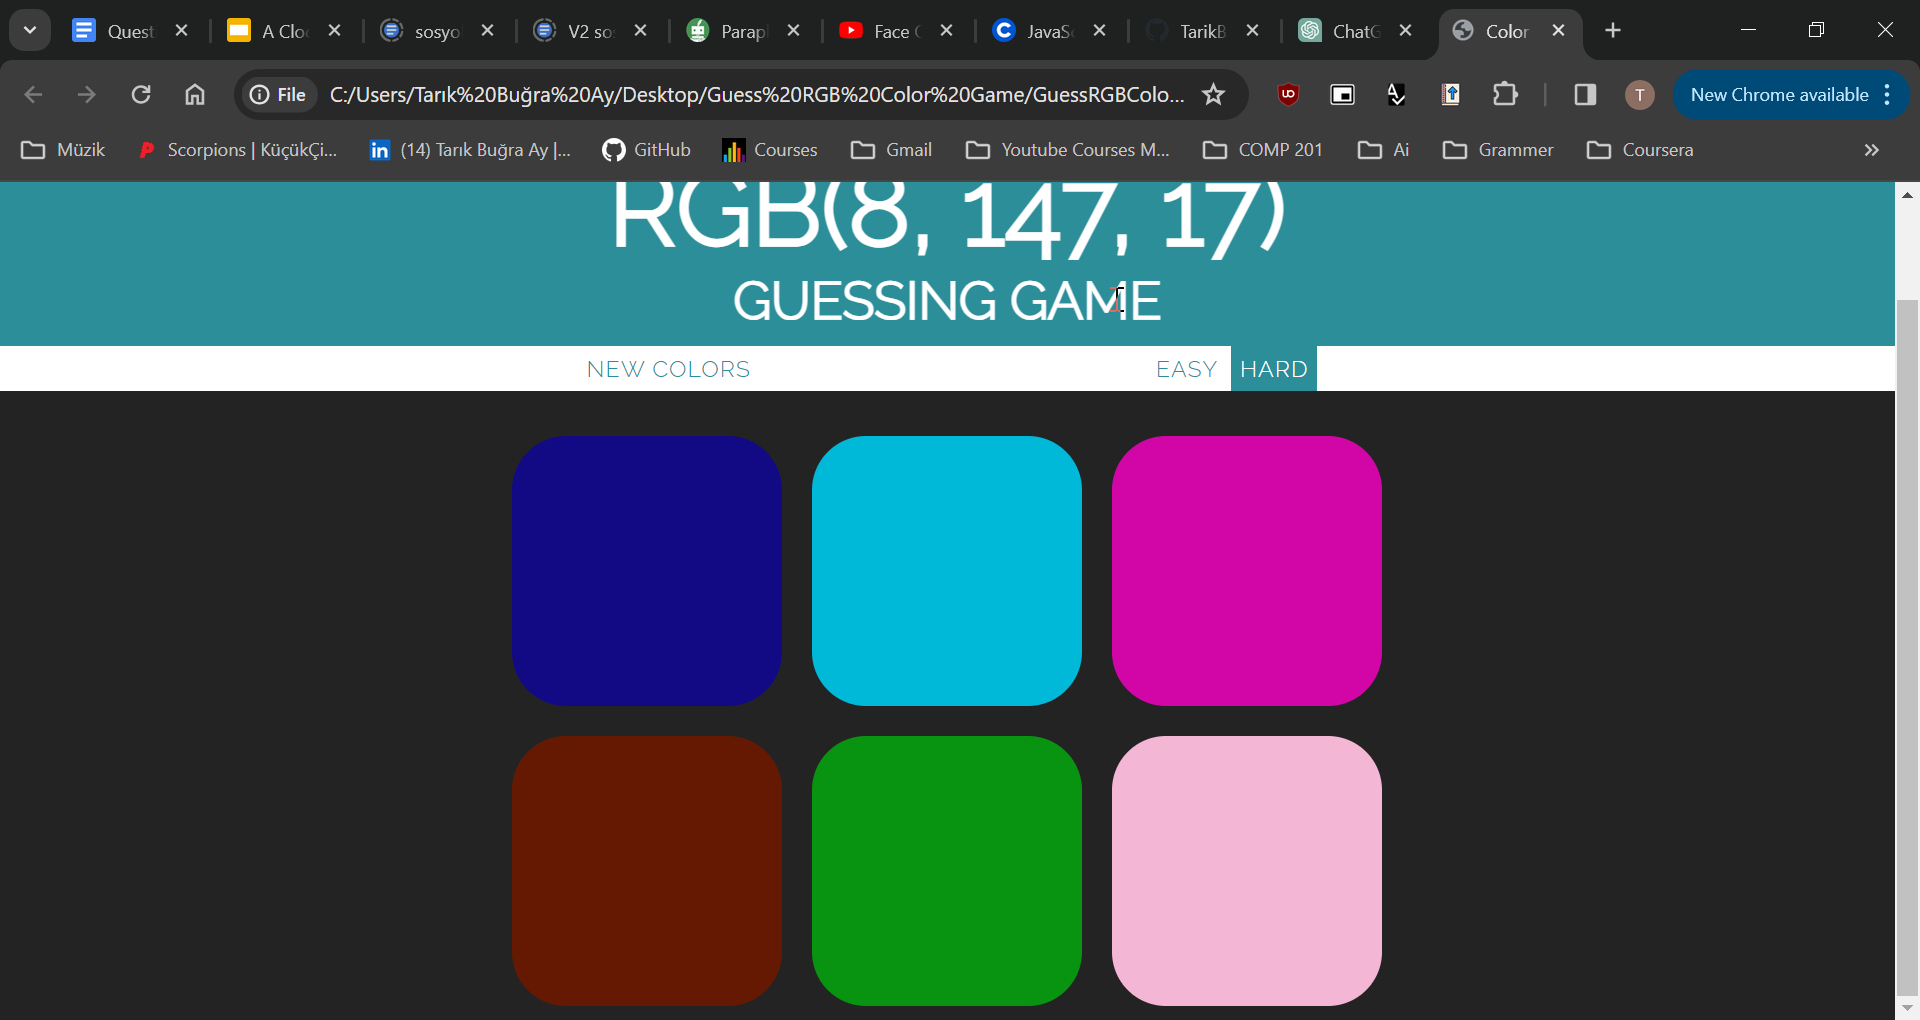 Quest
A Cloc
sosyo
V2 so
Parap
Face
JavaSc
TarikB
ChatG
Color
File
C:/Users/Tarık%20Buğra%20Ay/Desktop/Guess%20RGB%20Color%20Game/GuessRGBColo...
T
New Chrome available
Müzik
Scorpions | KüçükÇi...
(14) Tarık Buğra Ay |...
GitHub
Courses
Gmail
Youtube Courses M...
COMP 201
Ai
Grammer
Coursera
RGB(8, 147, 17)
GUESSING GAME
NEW COLORS
EASY
HARD